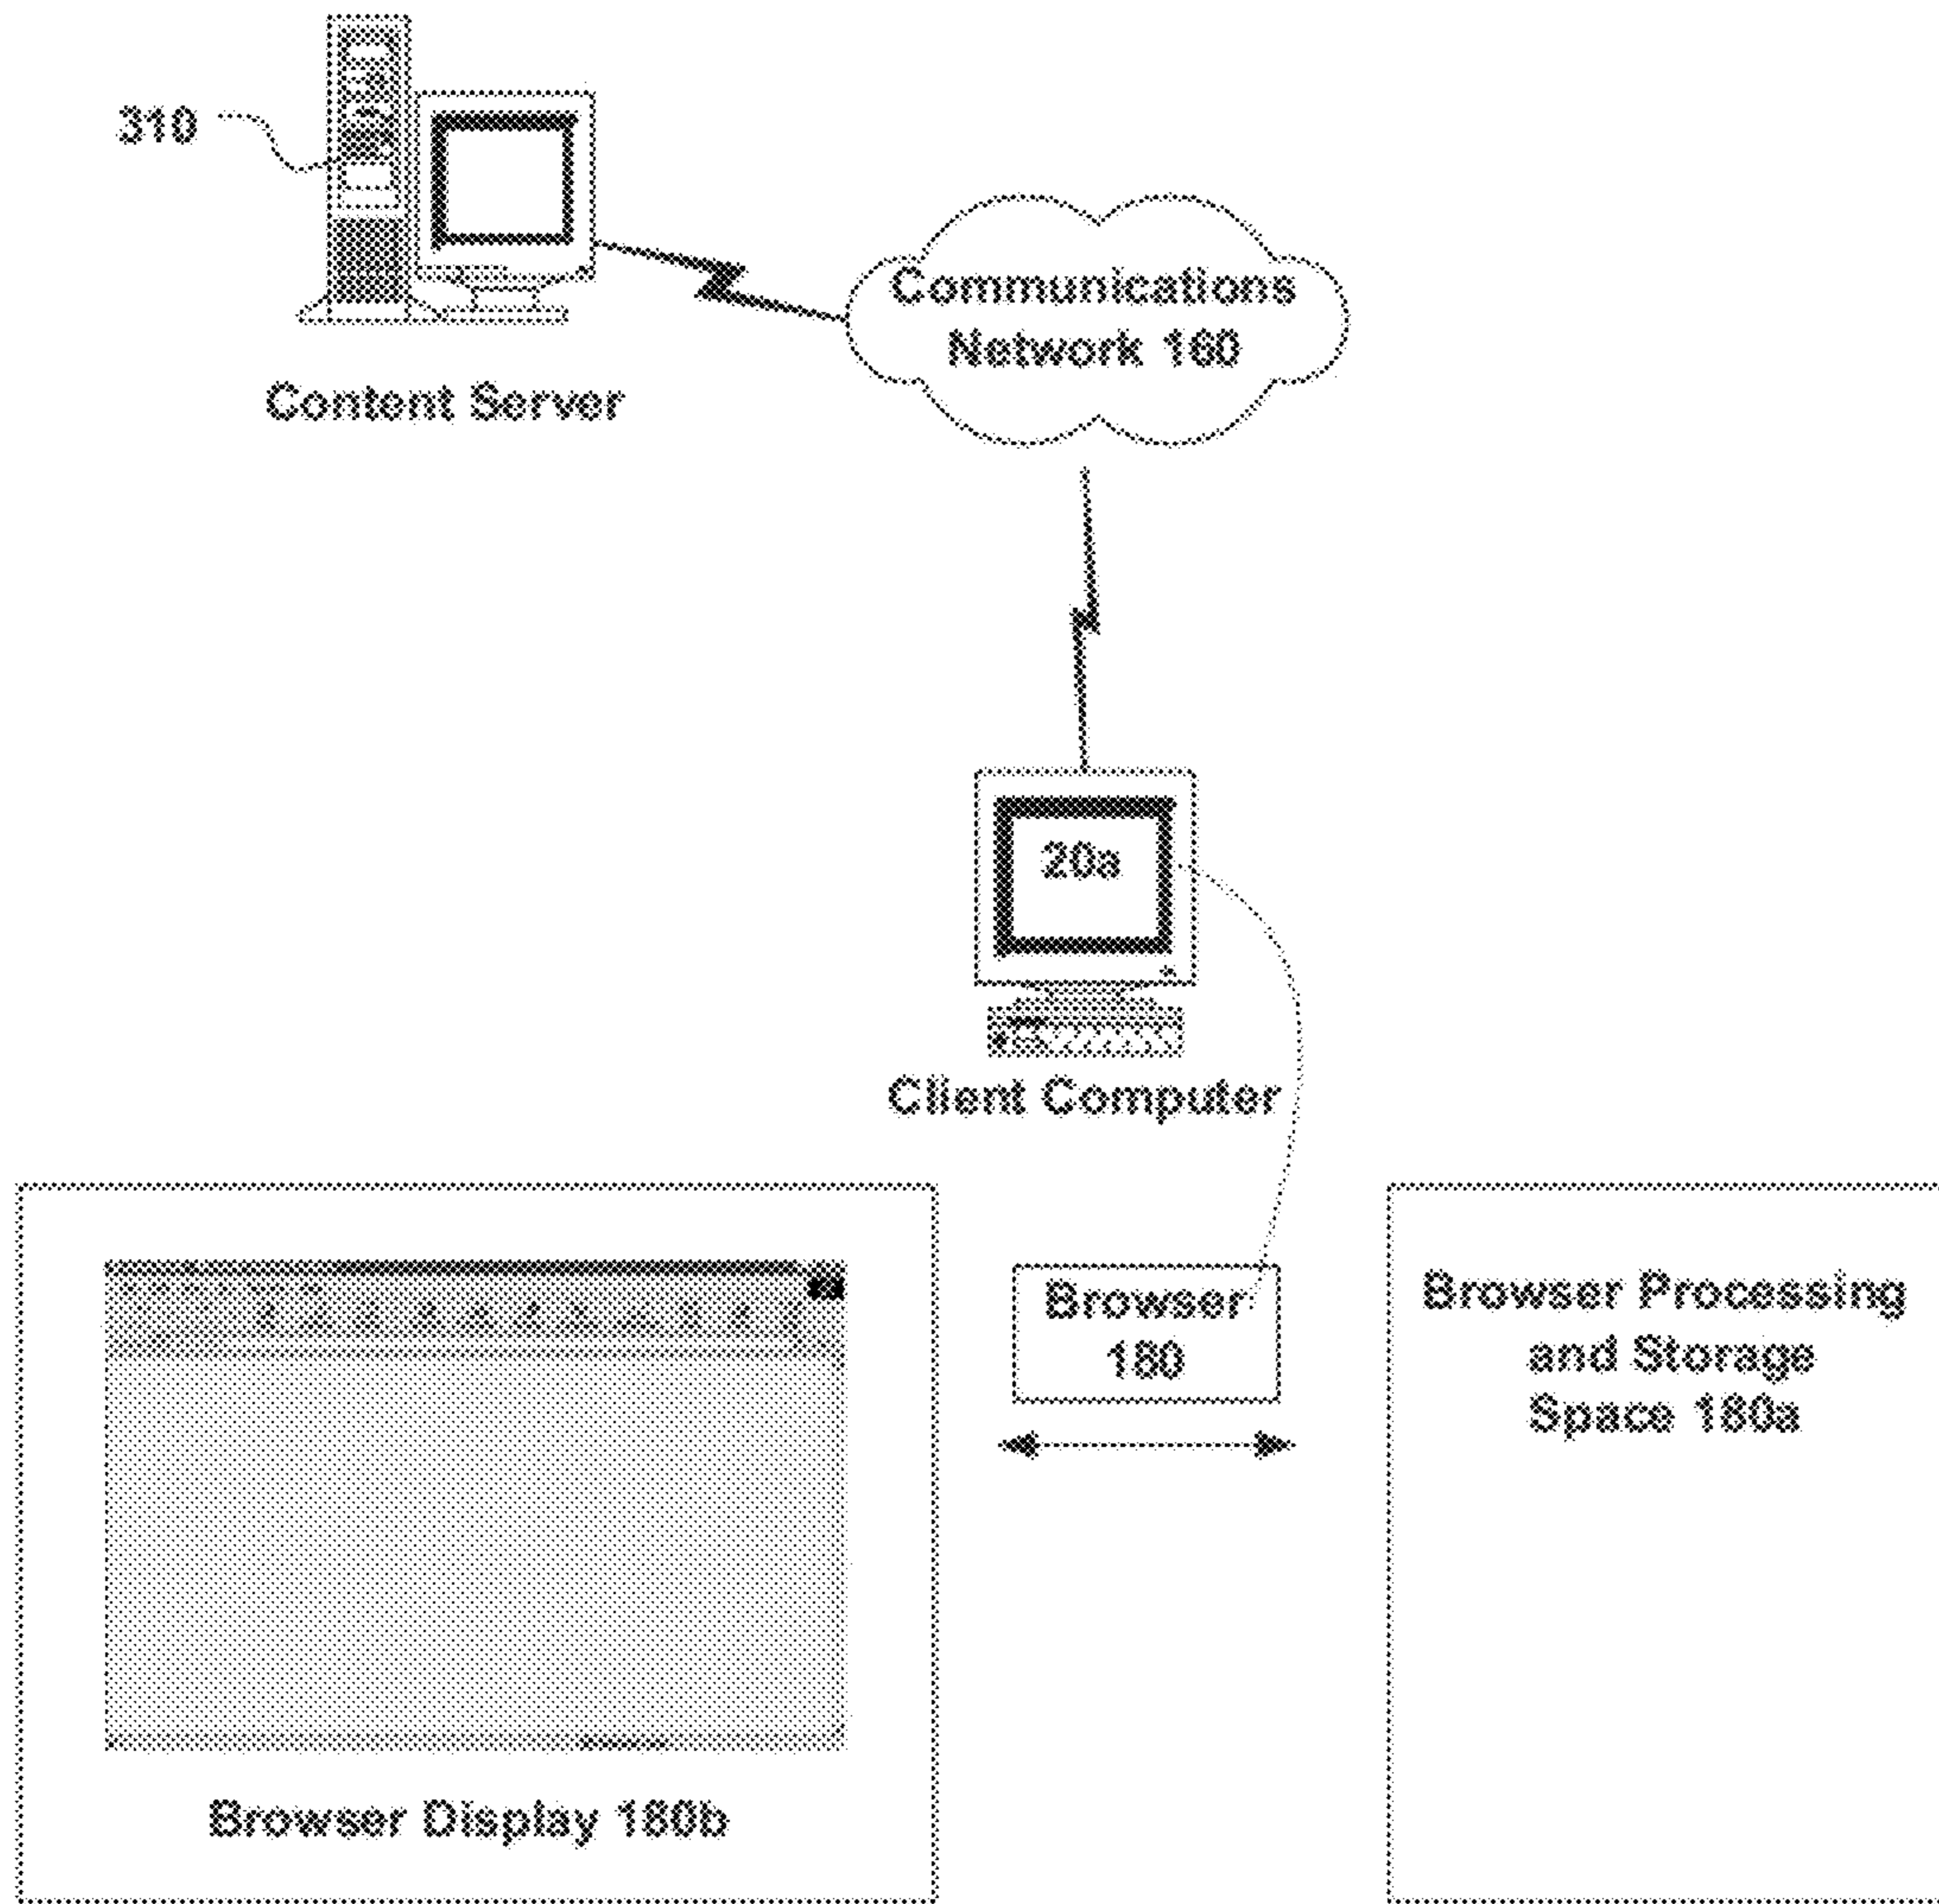 310
Content Server
Communications
Network 160
20a
Client Computer
Browser
180
Browser Processing
and Storage
Space 180a
Browser Display 180b